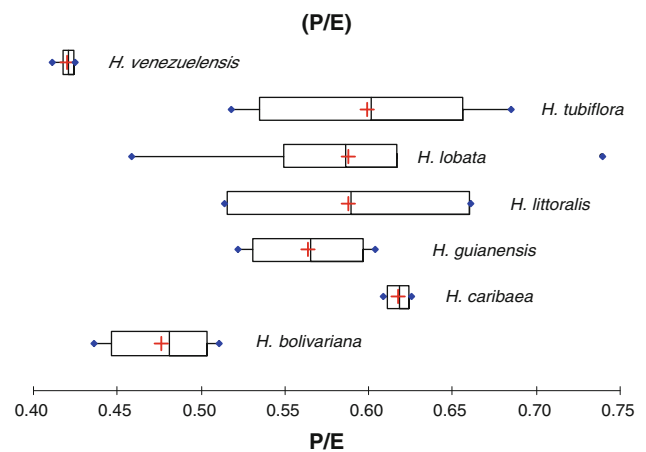 (P/E)
H. venezuelensis
H. tubiflora
H. lobata
H. littoralis
H. guianensis
H. caribaea
H. bolivariana
0.40 0.45 0.50 0.55 0.60 0.65 0.70 0.75
P/E